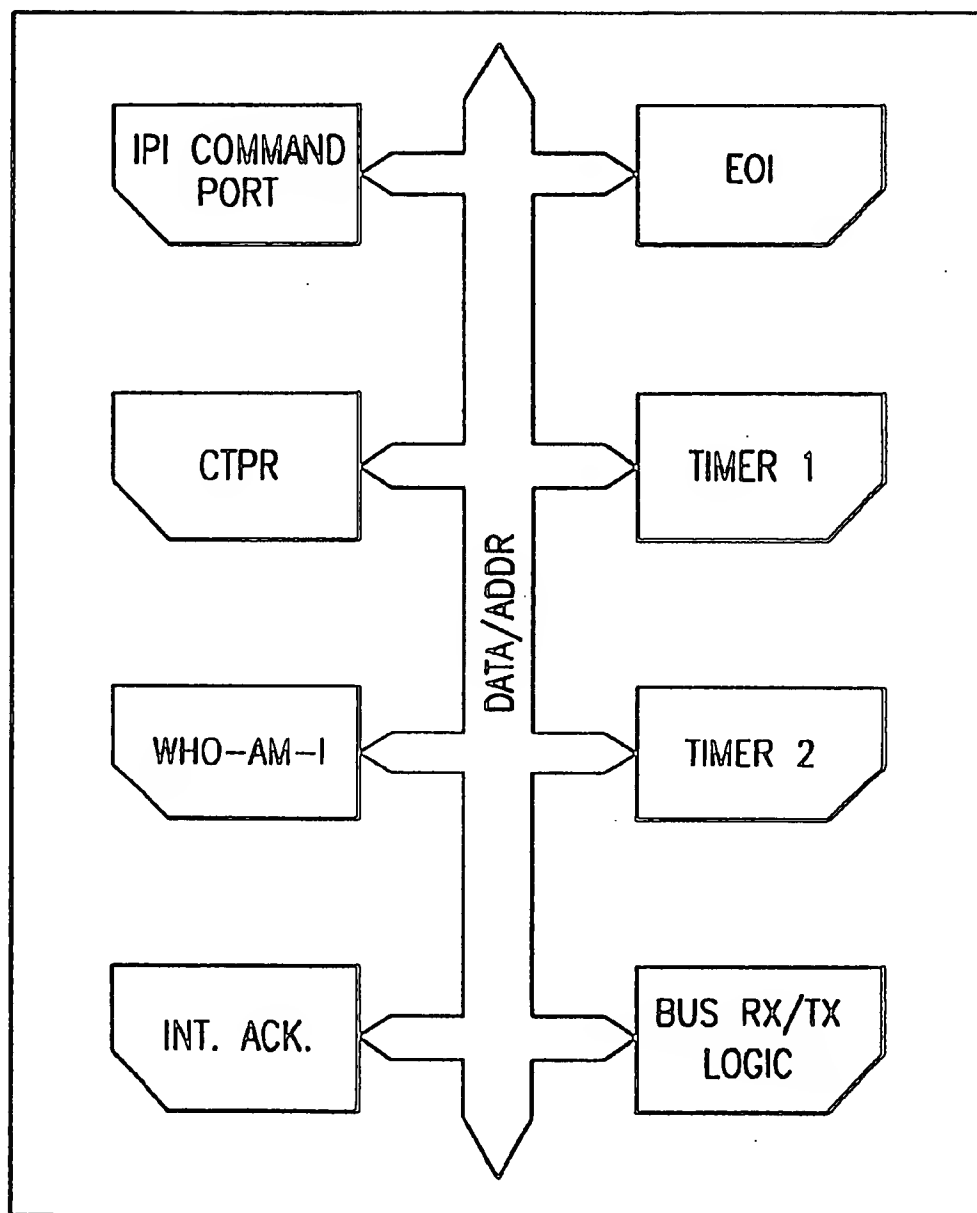 IPI COMMAND
PORT
EOI
CTPR
TIMER 1
DATA/ADDR
WHO-AM-I
TIMER 2
INT. ACK.
BUS RX/TX
LOGIC